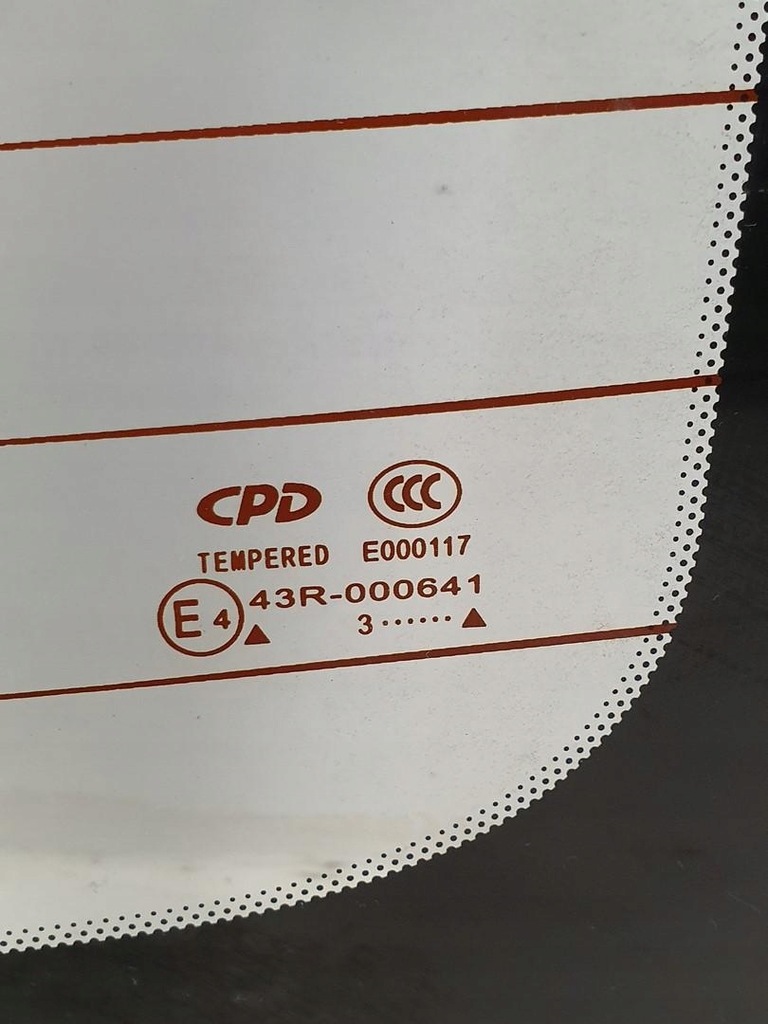 CPD CCC
TEMPERED E000117
E4 43R-000641
▲ 3 ······ ▲